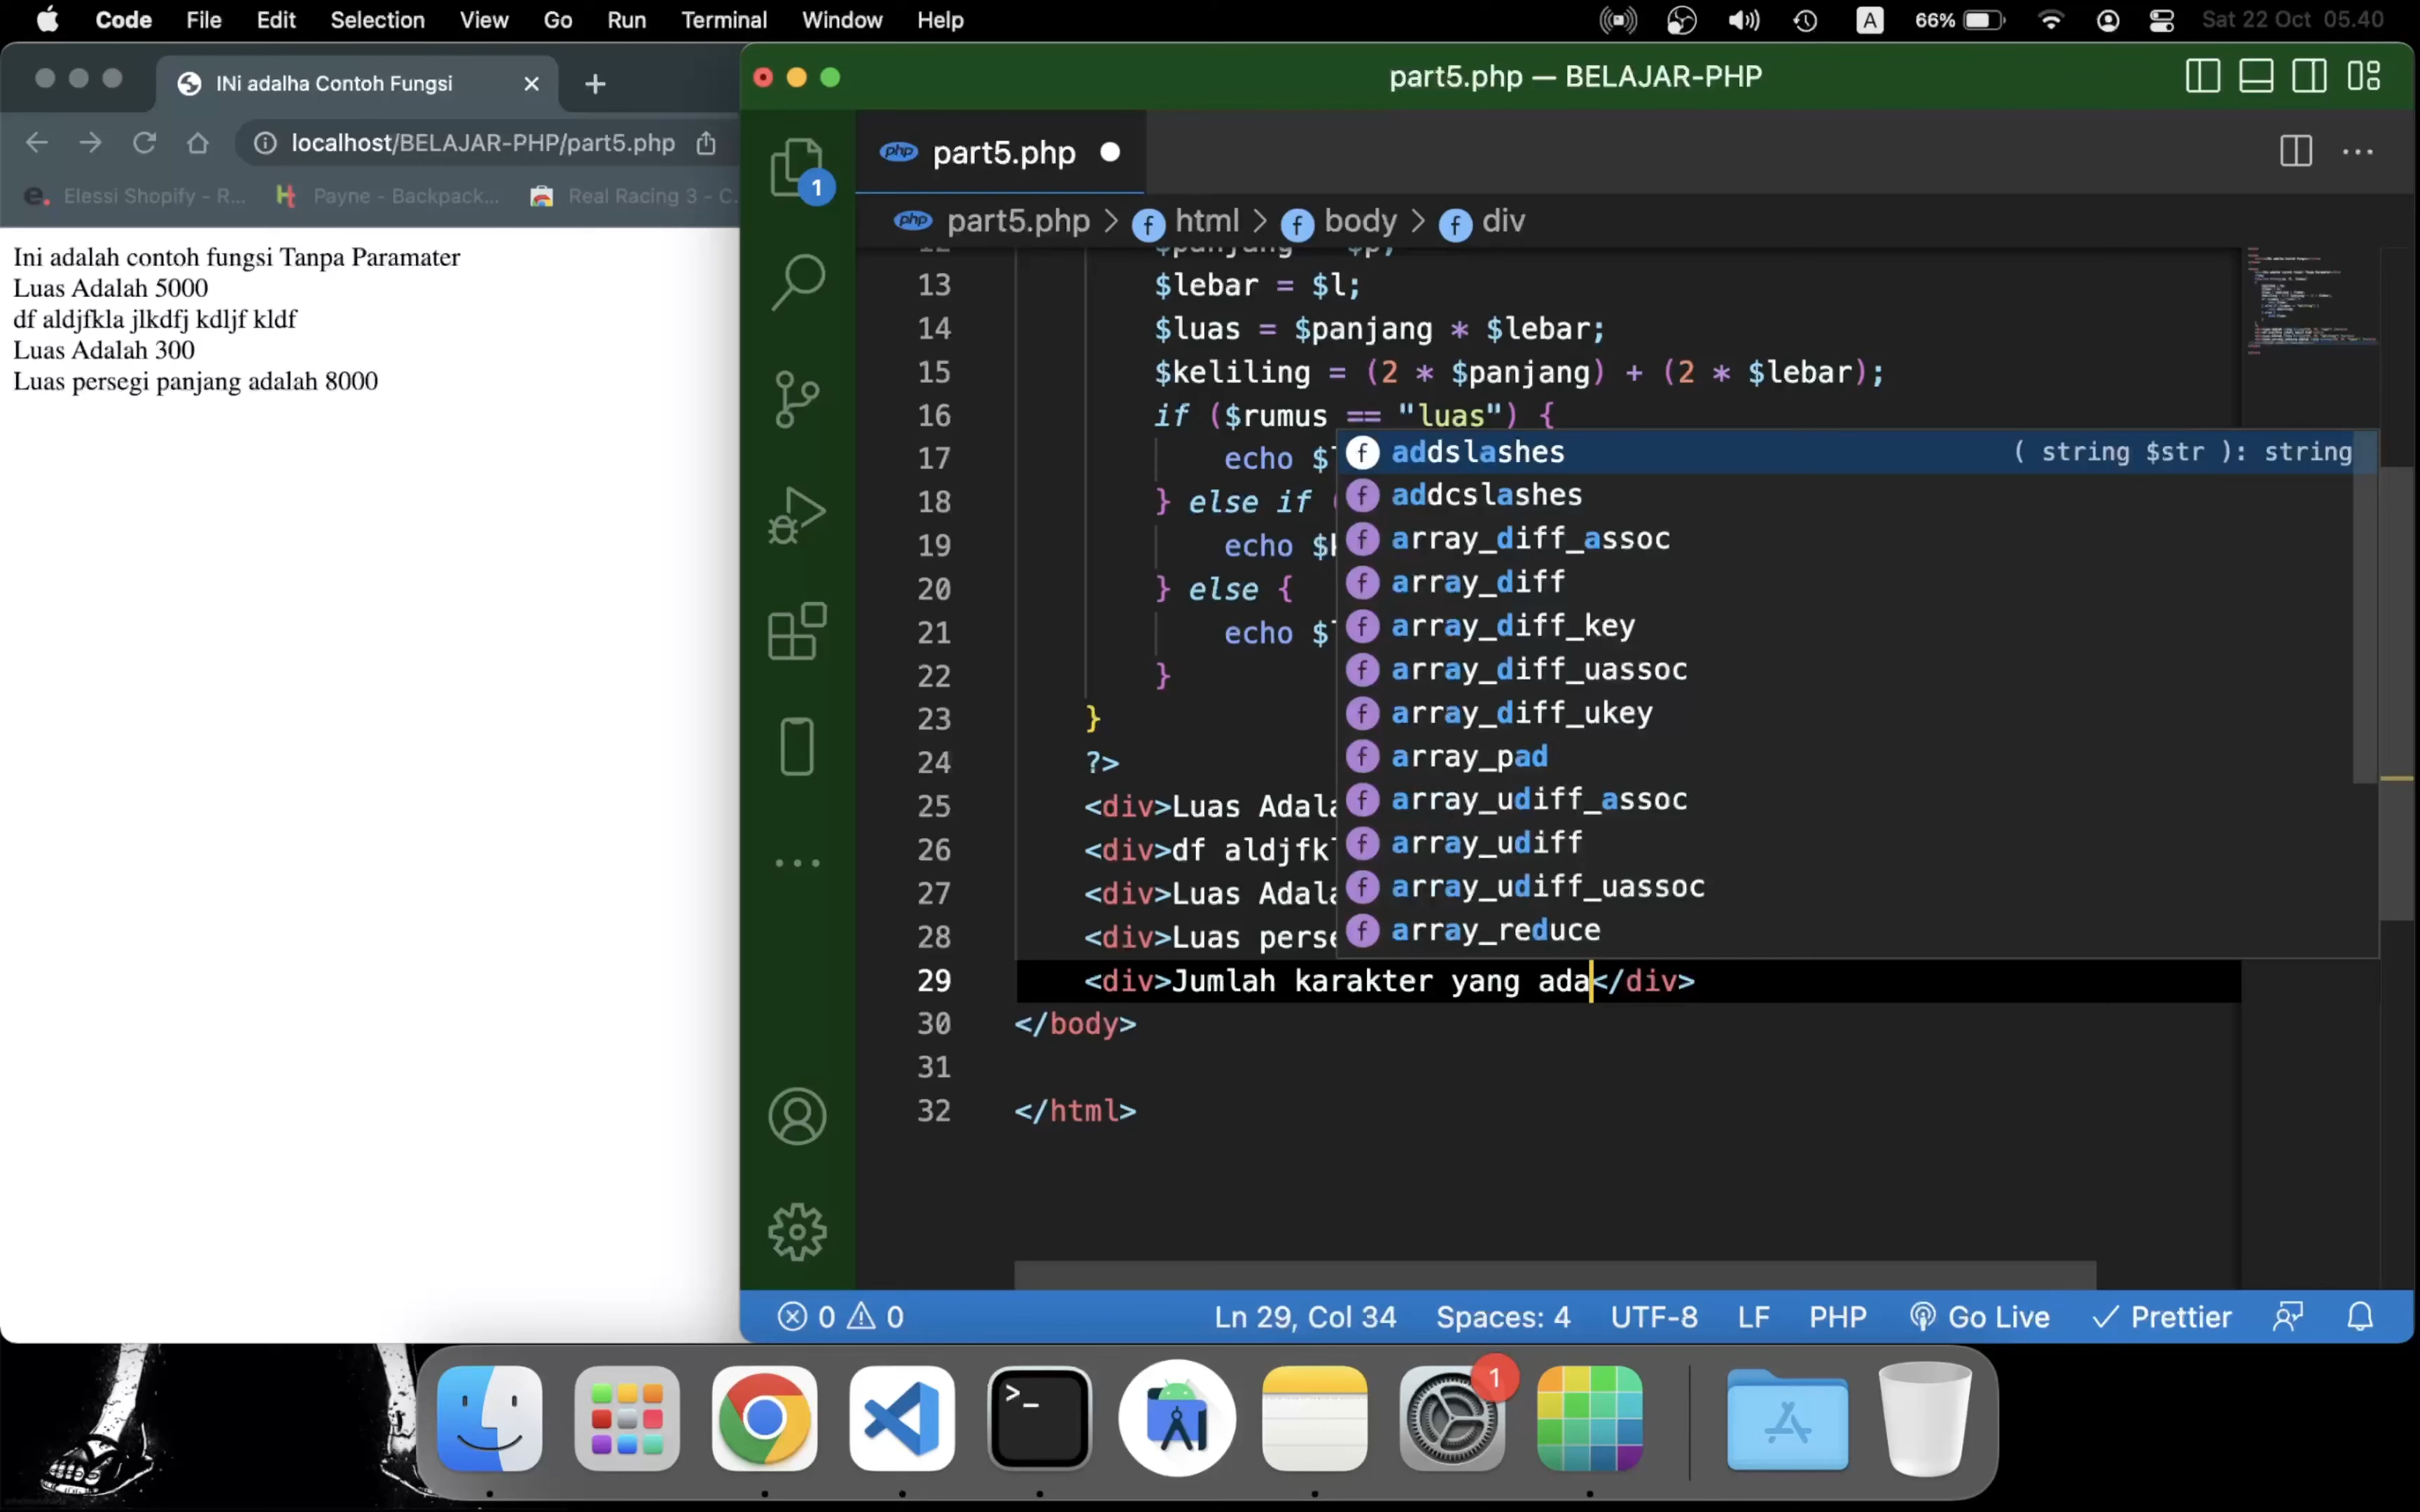 Code File Edit Selection View Go Run Terminal Window Help A 66% Sat 22 Oct 05.40
INi adalha Contoh Fungsi
localhost/BELAJAR-PHP/part5.php
Elessi Shopify - R... Payne - Backpack... Real Racing 3 - C.
Ini adalah contoh fungsi Tanpa Paramater
Luas Adalah 5000
df aldjfkla jlkdfj kdljf kldf
Luas Adalah 300
Luas persegi panjang adalah 8000
part5.php — BELAJAR-PHP
1
php part5.php
php part5.php > html > body > div
12 $panjang = $p;
13 $lebar = $l;
14 $luas = $panjang * $lebar;
15 $keliling = (2 * $panjang) + (2 * $lebar);
16 if ($rumus == "luas") {
17 echo $
18 } else if (
19 echo $k
20 } else {
21 echo $
22 }
23 }
24 ?>
25 <div>Luas Adala
26 <div>df aldjfk
27 <div>Luas Adala
28 <div>Luas perse
29 <div>Jumlah karakter yang ada</div>
30 </body>
31
32 </html>
f addslashes ( string $str ): string
f addcslashes
f array_diff_assoc
f array_diff
f array_diff_key
f array_diff_uassoc
f array_diff_ukey
f array_pad
f array_udiff_assoc
f array_udiff
f array_udiff_uassoc
f array_reduce
0 0 Ln 29, Col 34 Spaces: 4 UTF-8 LF PHP Go Live Prettier
1